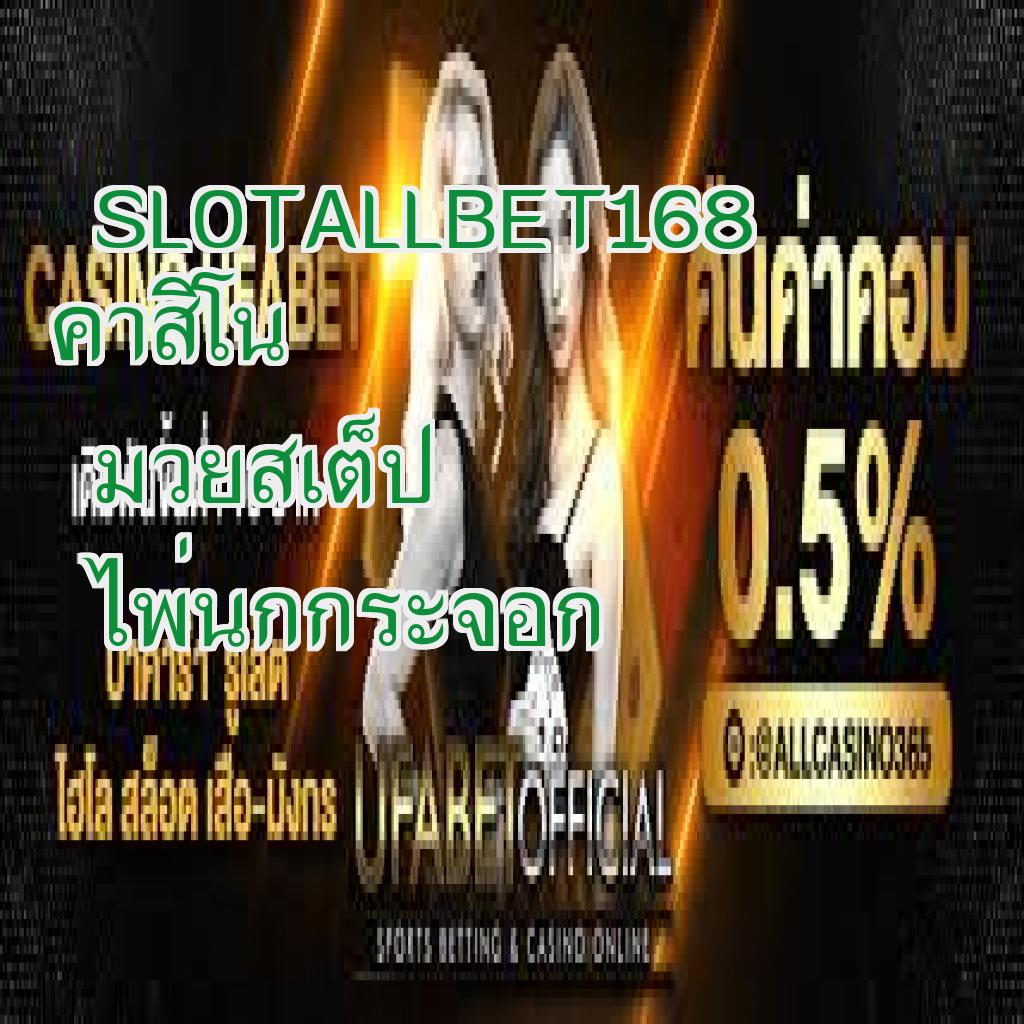 SLOTALLBET168
CASINO UFABET
คืนค่าคอม
คาสิโน
0.5%
มวยสเต็ป
ไพ่นกกระจอก
บาคาร่า รูเล็ต
@ALLCASINO365
ไฮโล สล็อต เสือ-มังกร
UFABET OFFICIAL
SPORTS BETTING & CASINO ONLINE